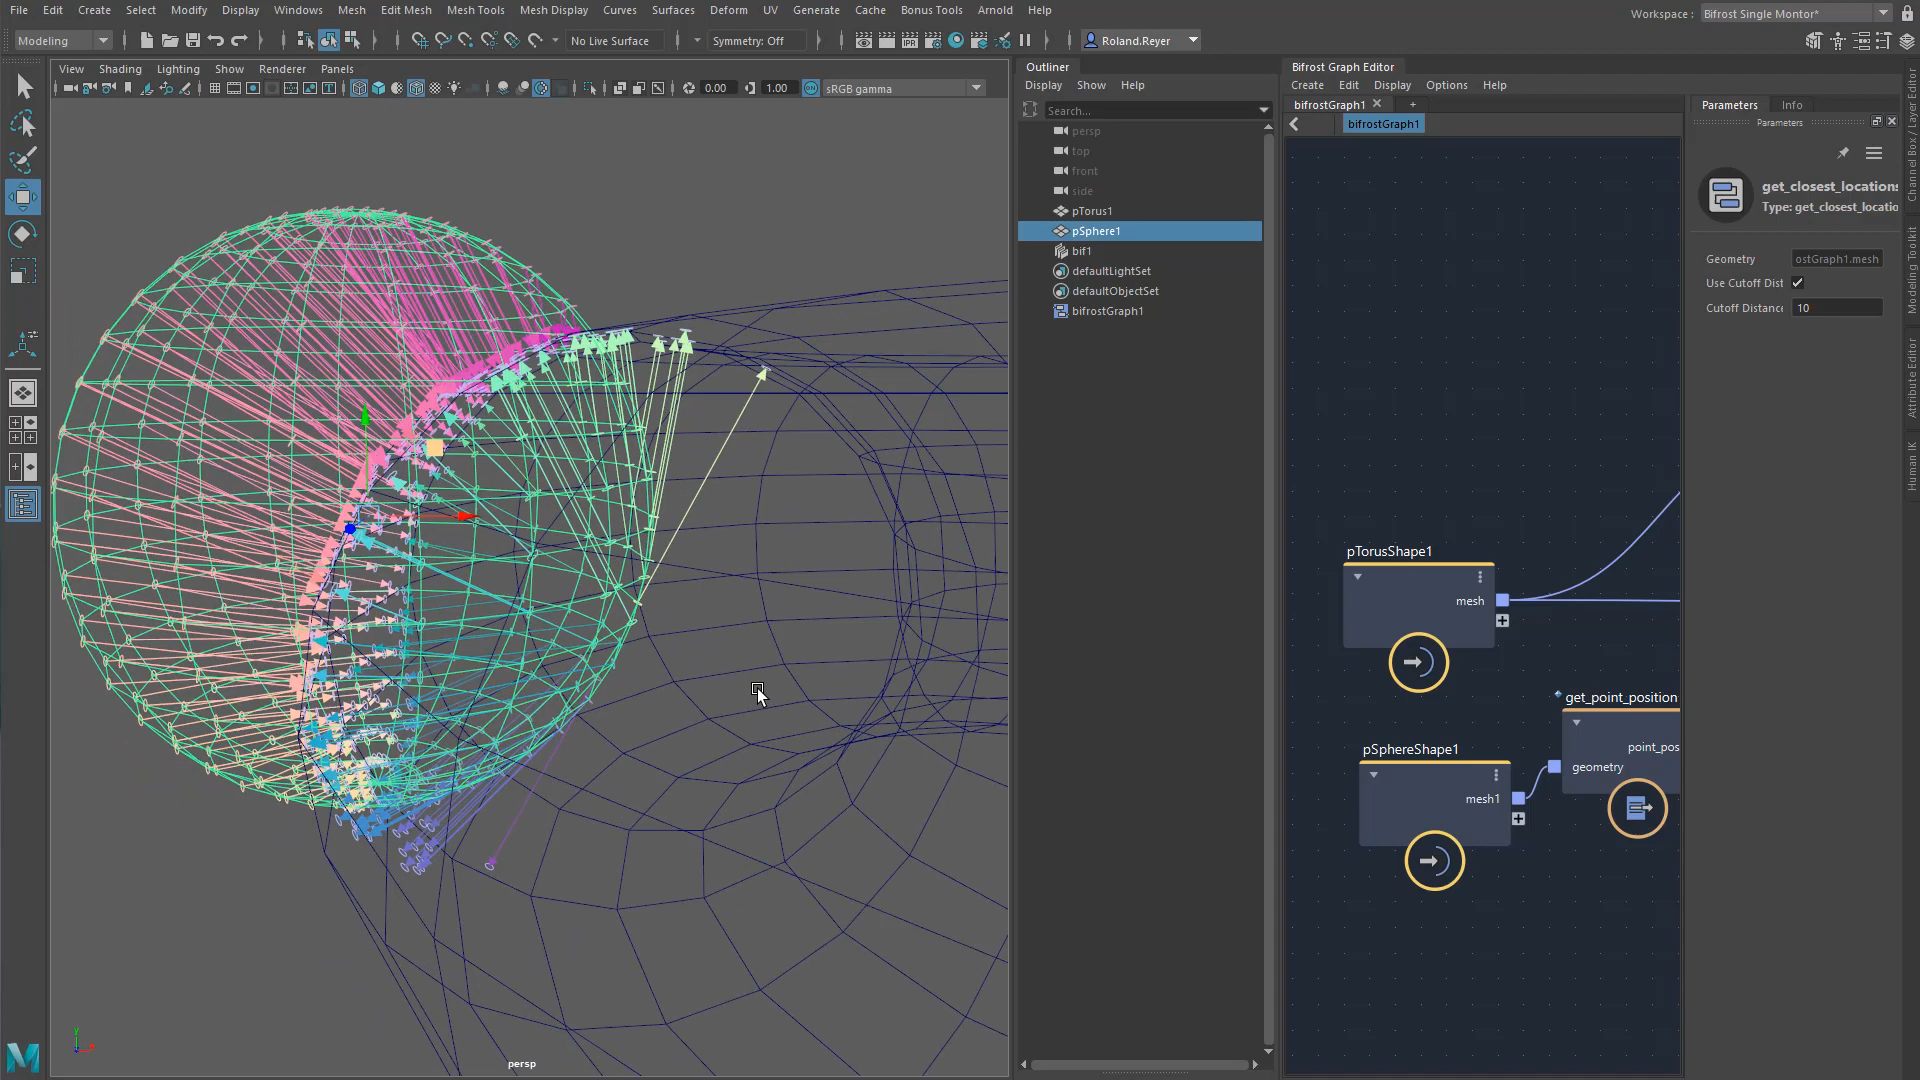 File Edit Create Select Modify Display Windows Mesh Edit Mesh Mesh Tools Mesh Display Curves Surfaces Deform UV Generate Cache Bonus Tools Arnold Help
Workspace : Bifrost Single Montor*
Modeling
No Live Surface
Symmetry: Off
IPR
Roland.Reyer
View Shading Lighting Show Renderer Panels
0.00
1.00
ON
sRGB gamma
persp
Outliner
Display Show Help
Search...
persp
top
front
side
pTorus1
pSphere1
bif1
defaultLightSet
defaultObjectSet
bifrostGraph1
Bifrost Graph Editor
Create Edit Display Options Help
bifrostGraph1
bifrostGraph1
pTorusShape1
mesh
get_point_position
point_pos
geometry
pSphereShape1
mesh1
Parameters Info
Parameters
get_closest_locations
Type: get_closest_locatio
Geometry ostGraph1.mesh
Use Cutoff Dist
Cutoff Distance 10
Channel Box / Layer Editor
Modeling Toolkit
Attribute Editor
Human IK